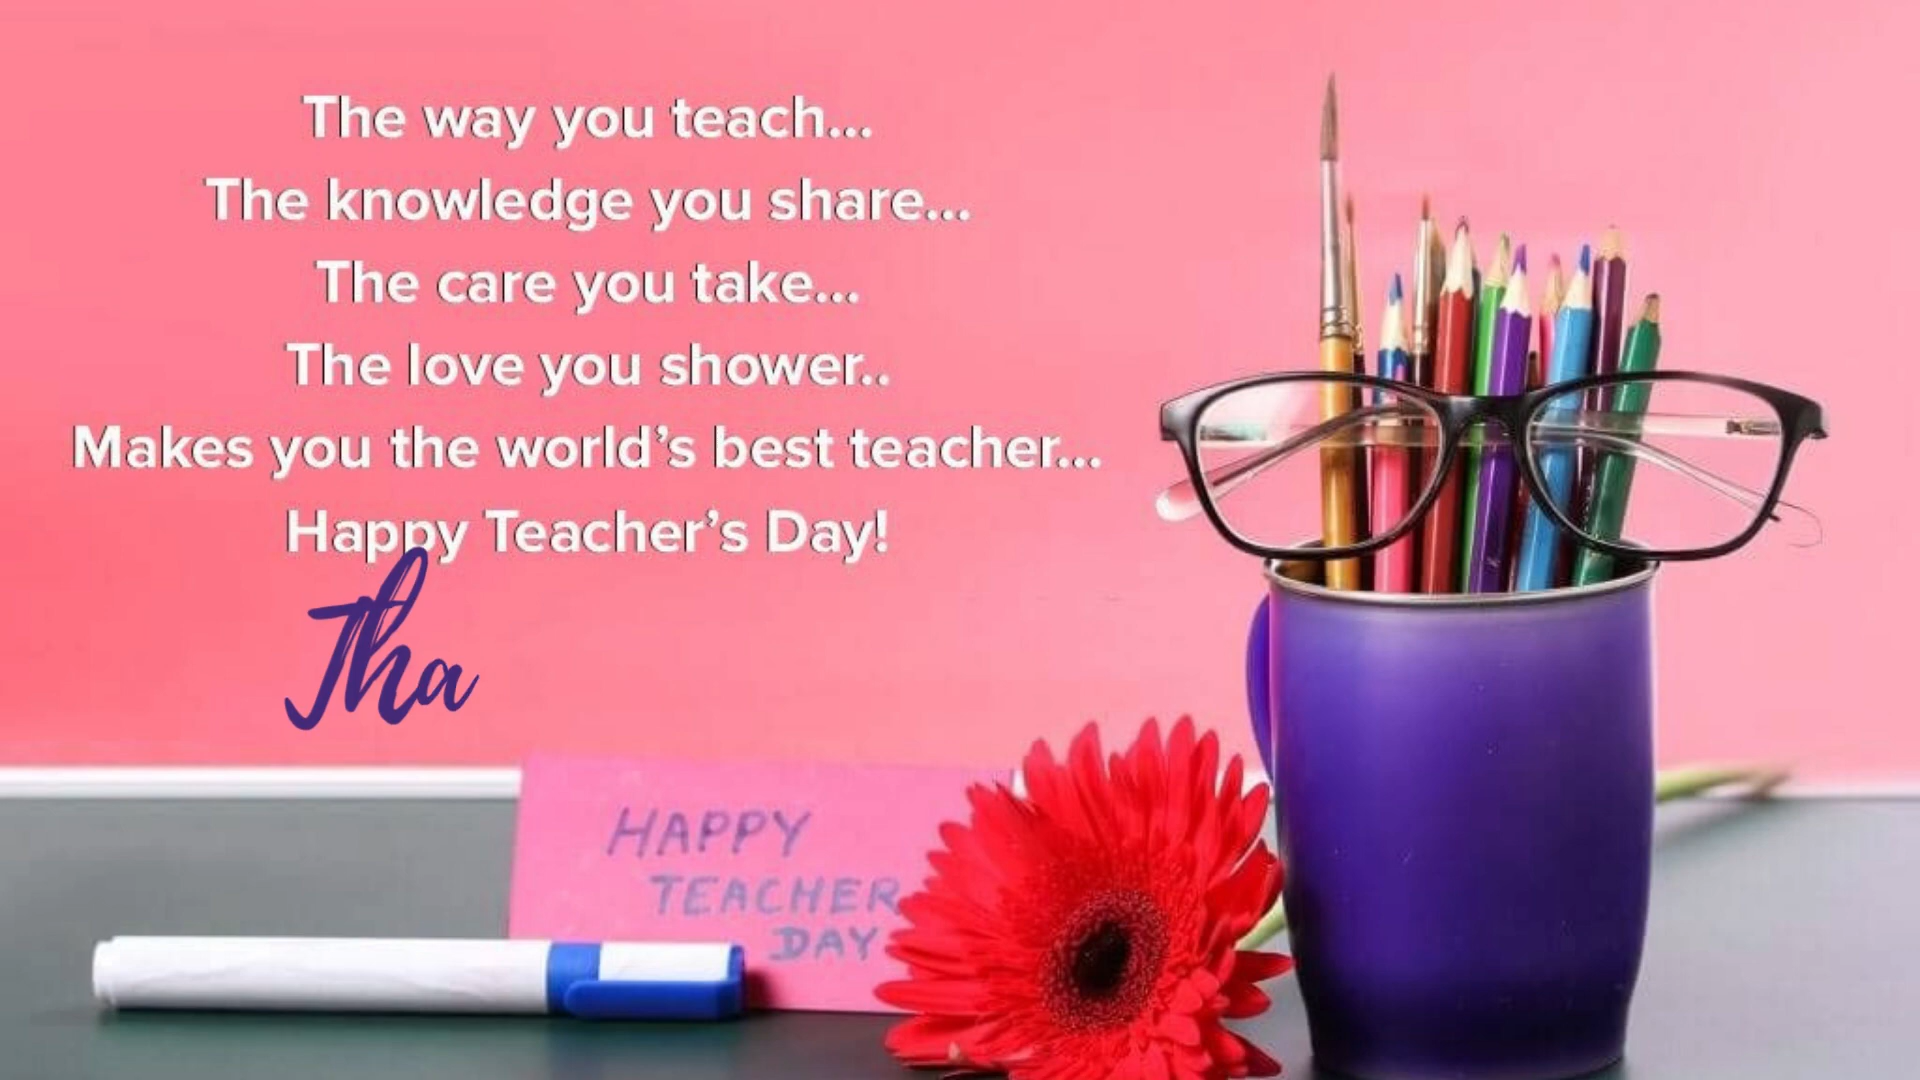 The way you teach...
The knowledge you share...
The care you take...
The love you shower..
Makes you the world’s best teacher...
Happy Teacher’s Day!
Tha
HAPPY
TEACHER
DAY